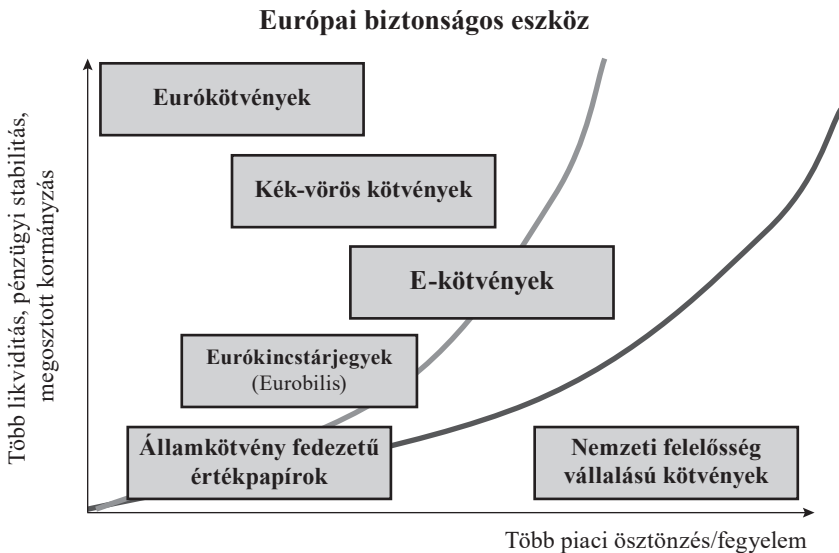 Európai biztonságos eszköz
Több likviditás, pénzügyi stabilitás,
megosztott kormányzás
Eurókötvények
Kék-vörös kötvények
E-kötvények
Eurókincstárjegyek
(Eurobilis)
Államkötvény fedezetű
értékpapírok
Nemzeti felelősség
vállalású kötvények
Több piaci ösztönzés/fegyelem